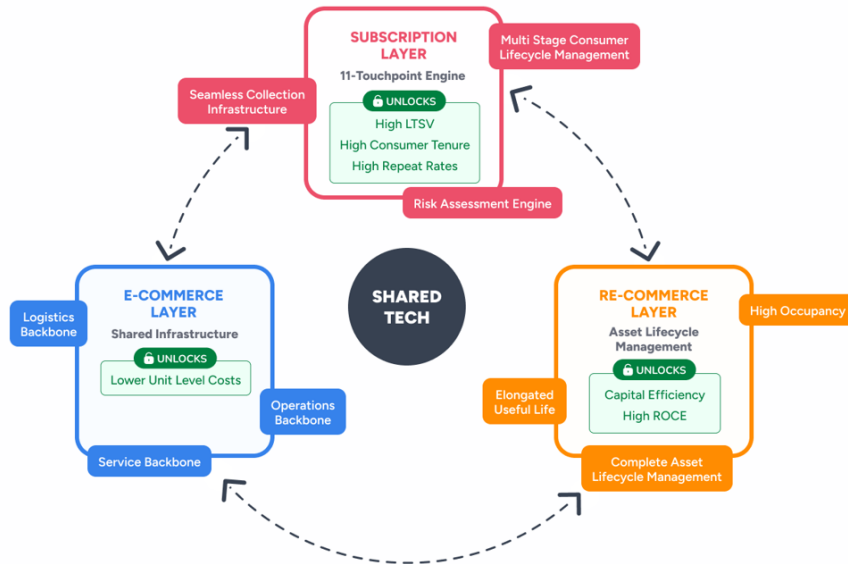 SUBSCRIPTION
LAYER
11-Touchpoint Engine
UNLOCKS
High LTSV
High Consumer Tenure
High Repeat Rates
Multi Stage Consumer
Lifecycle Management
Seamless Collection
Infrastructure
Risk Assessment Engine
SHARED
TECH
E-COMMERCE
LAYER
Shared Infrastructure
UNLOCKS
Lower Unit Level Costs
Logistics
Backbone
Operations
Backbone
Service Backbone
RE-COMMERCE
LAYER
Asset Lifecycle
Management
UNLOCKS
Capital Efficiency
High ROCE
High Occupancy
Elongated
Useful Life
Complete Asset
Lifecycle Management